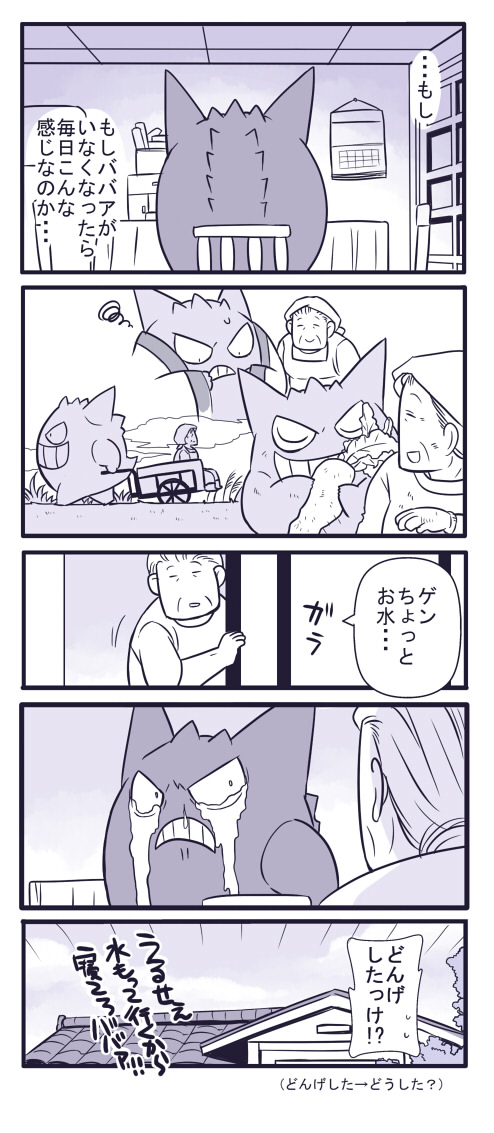 …もし
もしババアが
いなくなったら
毎日こんな
感じなのか…
ゲン
ちょっと
お水…
ガラ
どんげ
したっけ!?
うるせぇ
水もって行くから
寝てろババァ!!!
(どんげした→どうした?)